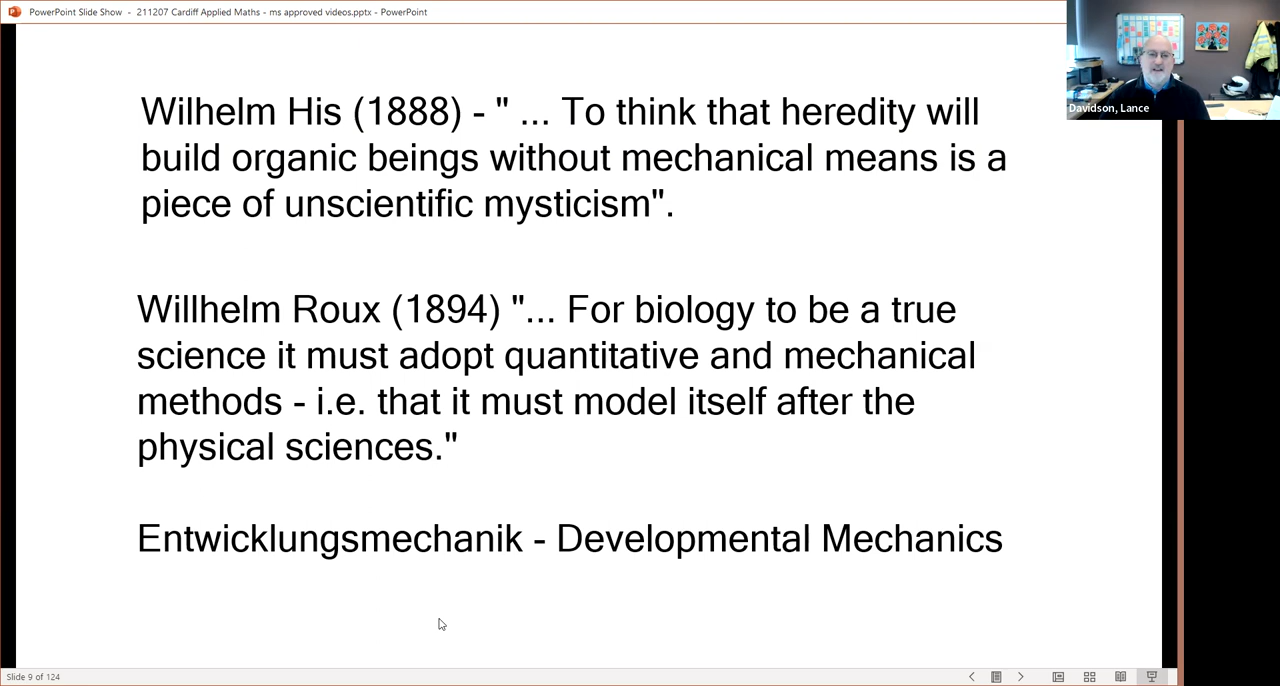 PowerPoint Slide Show - 211207 Cardiff Applied Maths - ms approved videos.pptx - PowerPoint
Davidson, Lance
Wilhelm His (1888) - " ... To think that heredity will
build organic beings without mechanical means is a
piece of unscientific mysticism".
Willhelm Roux (1894) "... For biology to be a true
science it must adopt quantitative and mechanical
methods - i.e. that it must model itself after the
physical sciences."
Entwicklungsmechanik - Developmental Mechanics
Slide 9 of 124